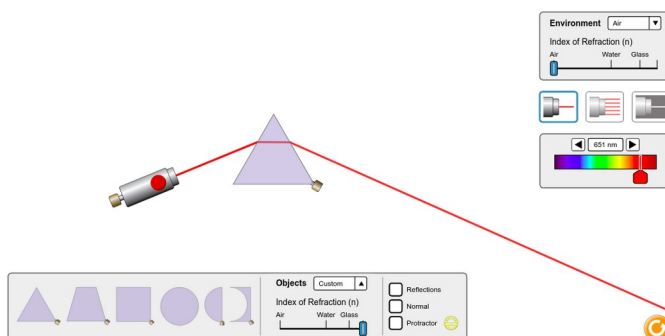 Environment Air
Index of Refraction (n)
Air Water Glass
651 nm
Objects Custom
Index of Refraction (n)
Air Water Glass
Reflections
Normal
Protractor